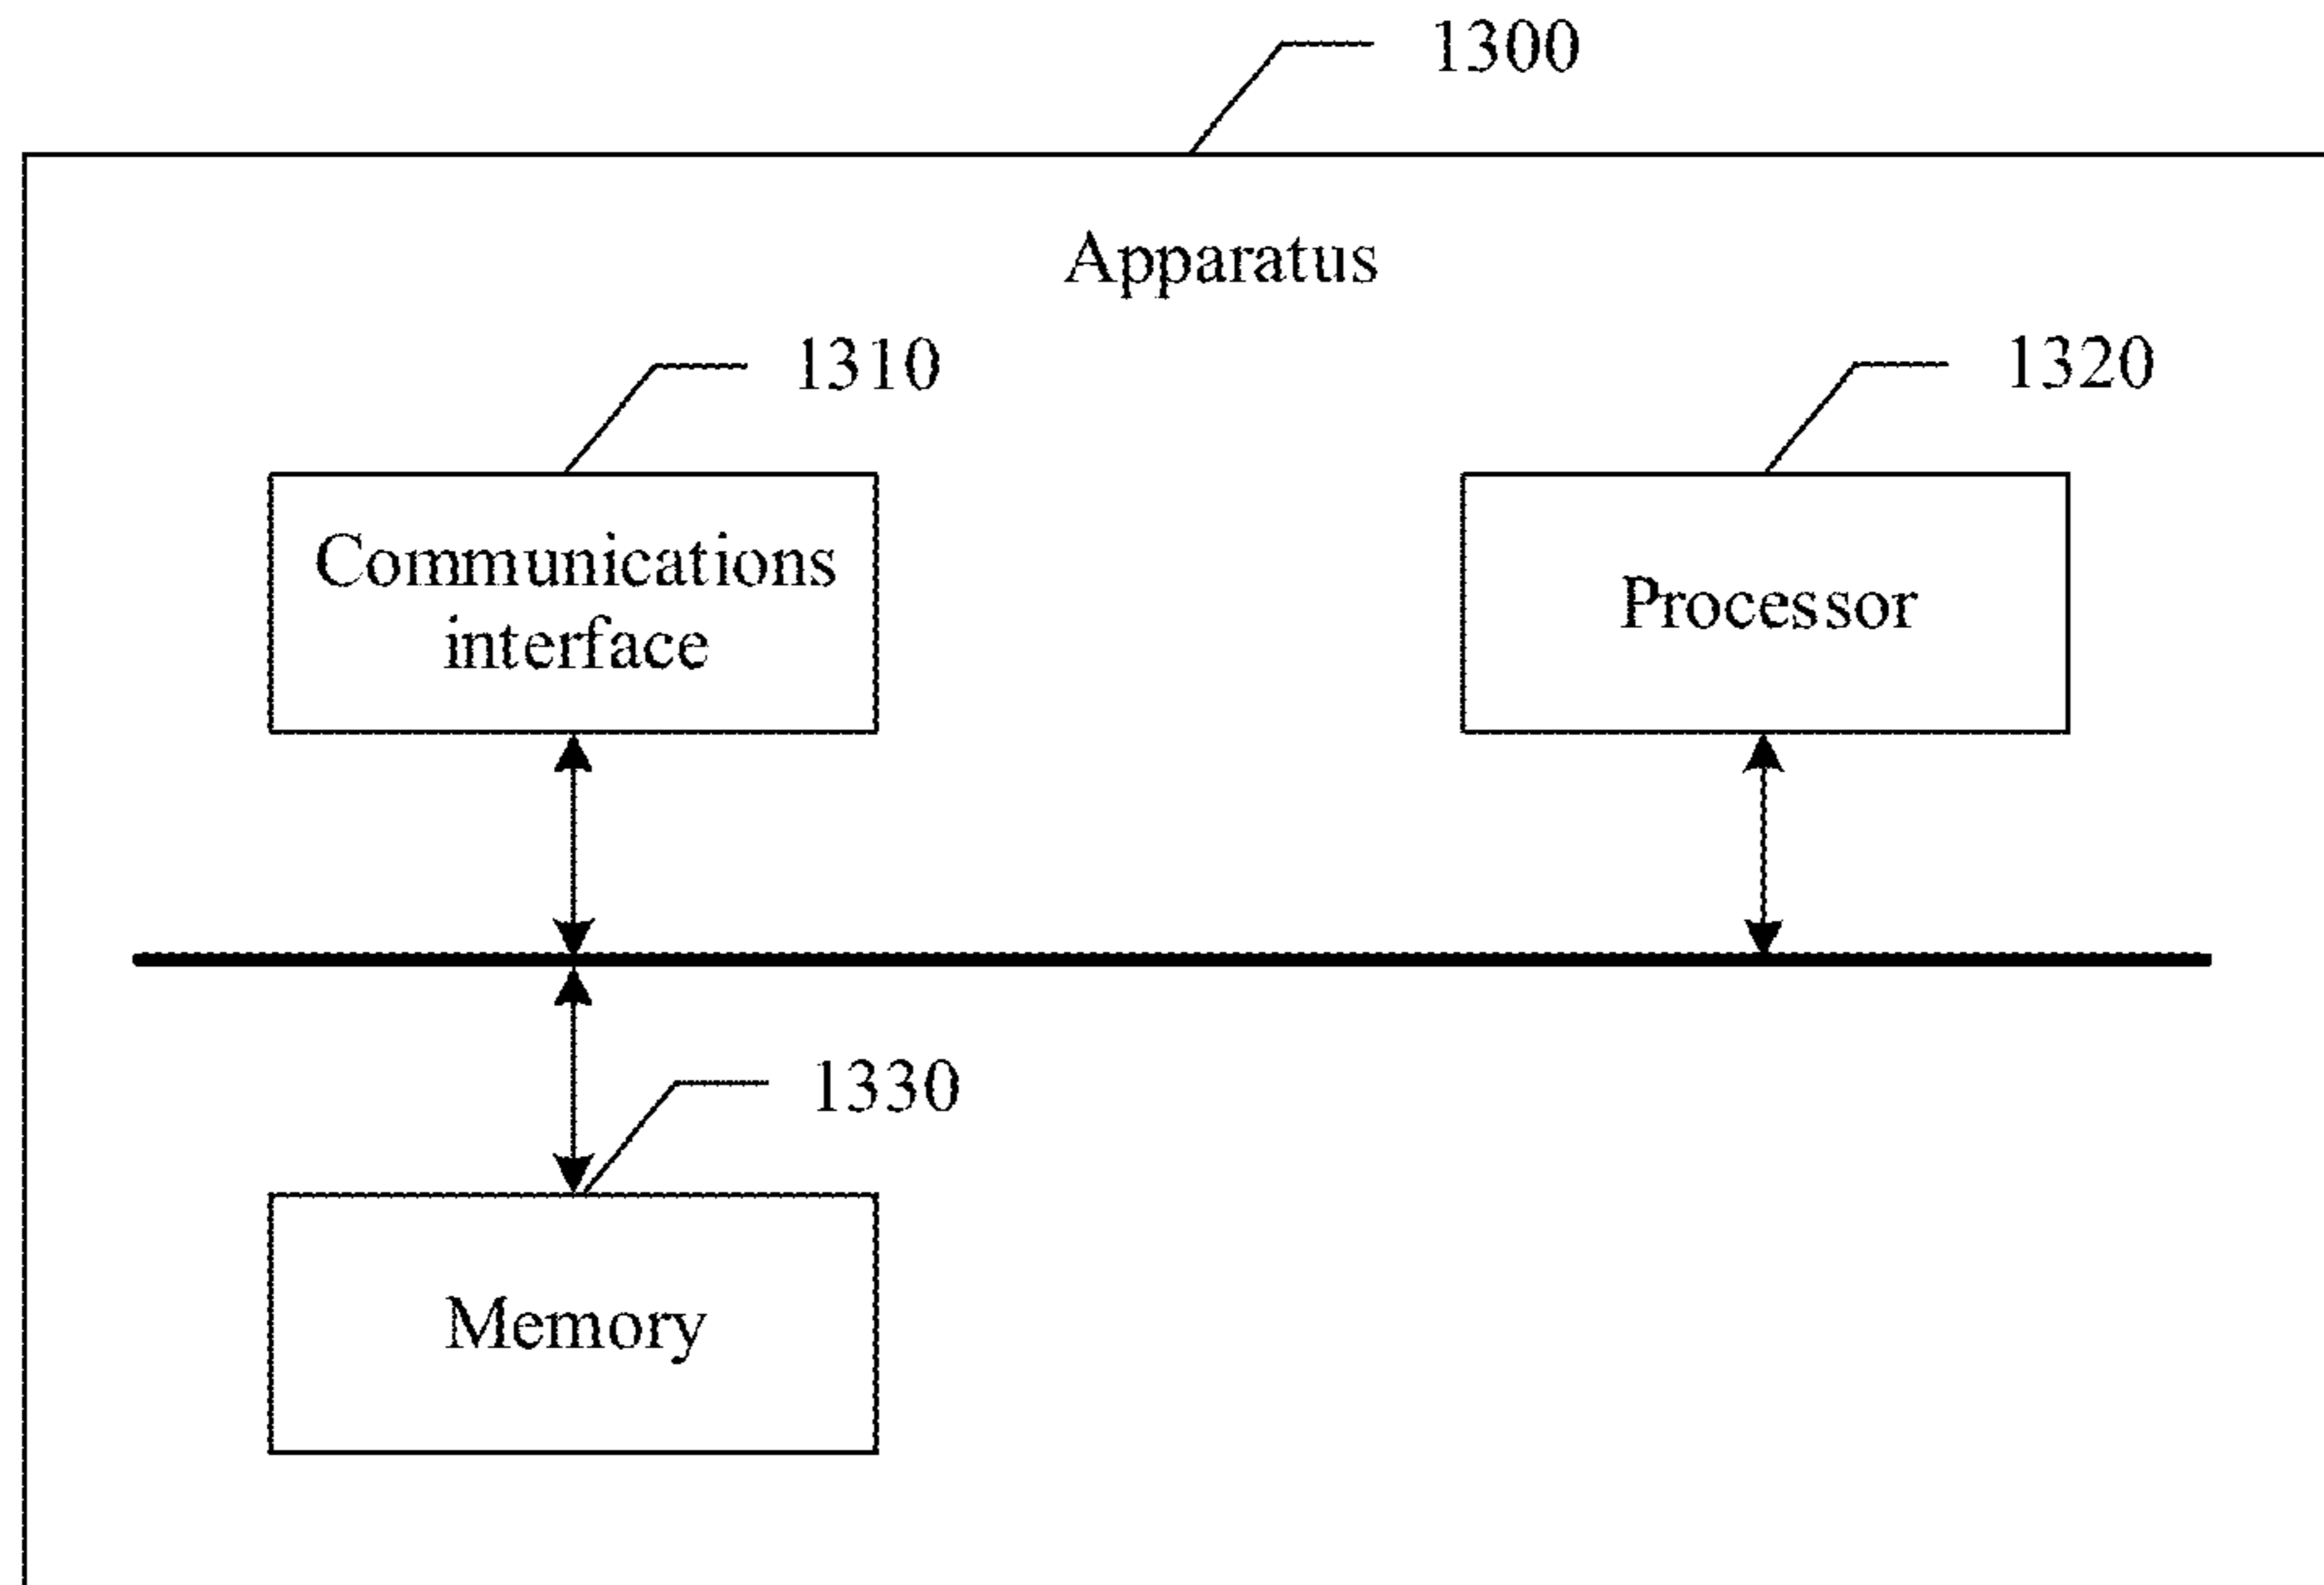 1300
Apparatus
1310
1320
Communications
interface
Processor
1330
Memory